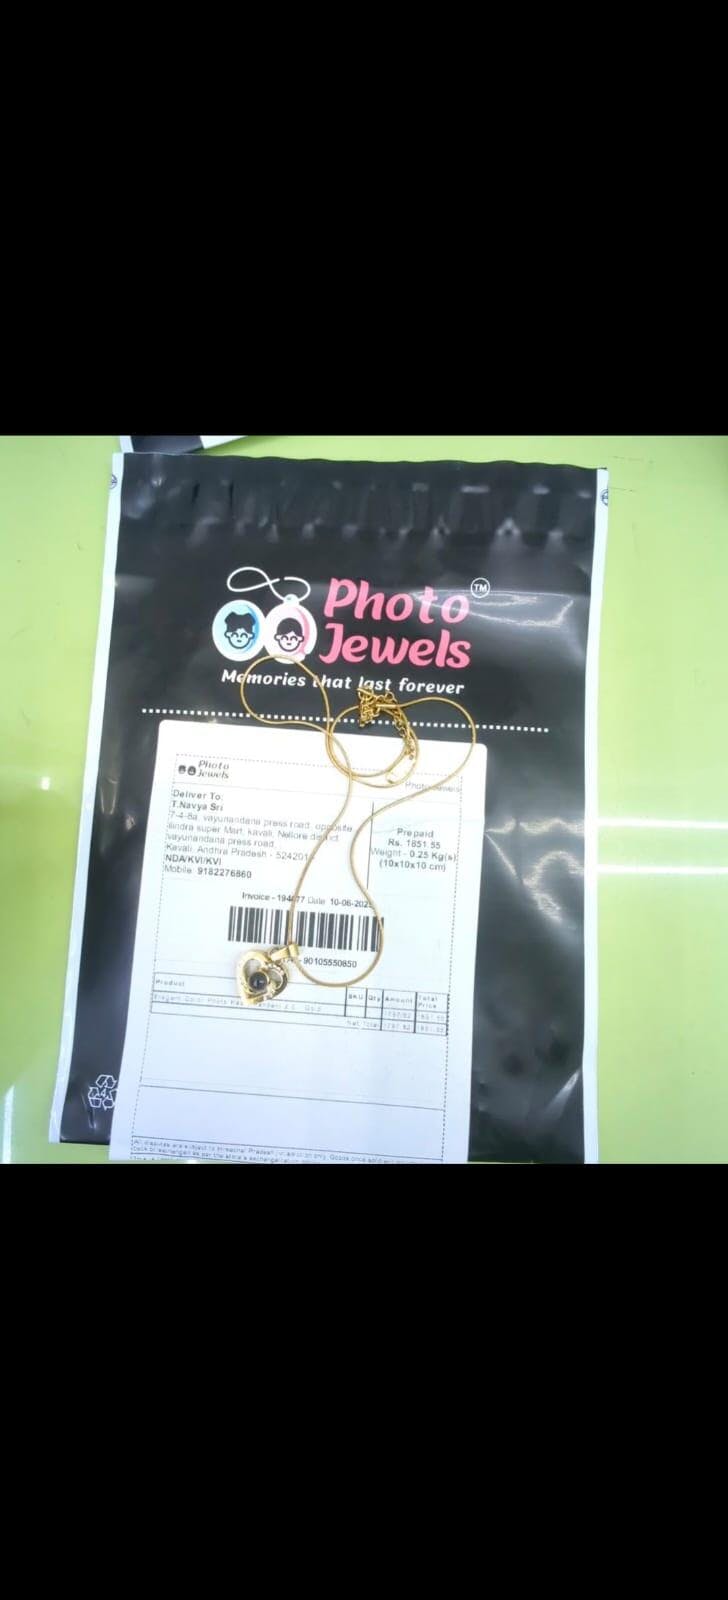 Photo TM
Jewels
Memories that last forever
Photo
Jewels
Deliver To:
T.Navya Sri
7-4-8a, vayunandana press road, opposite
super Mart, kavali, Nellore district,
vayunandana press road,
Kavali, Andhra Pradesh -
NDA/KVI/KVI
Mobile: 9182276860
Prepaid
Rs. 1851.55
Weight - 0.25 Kg(s)
(10x10x10 cm)
Invoice - Date 10-06-
- 90105550850
Product SKU Qty Amount Total
Price
Net Total